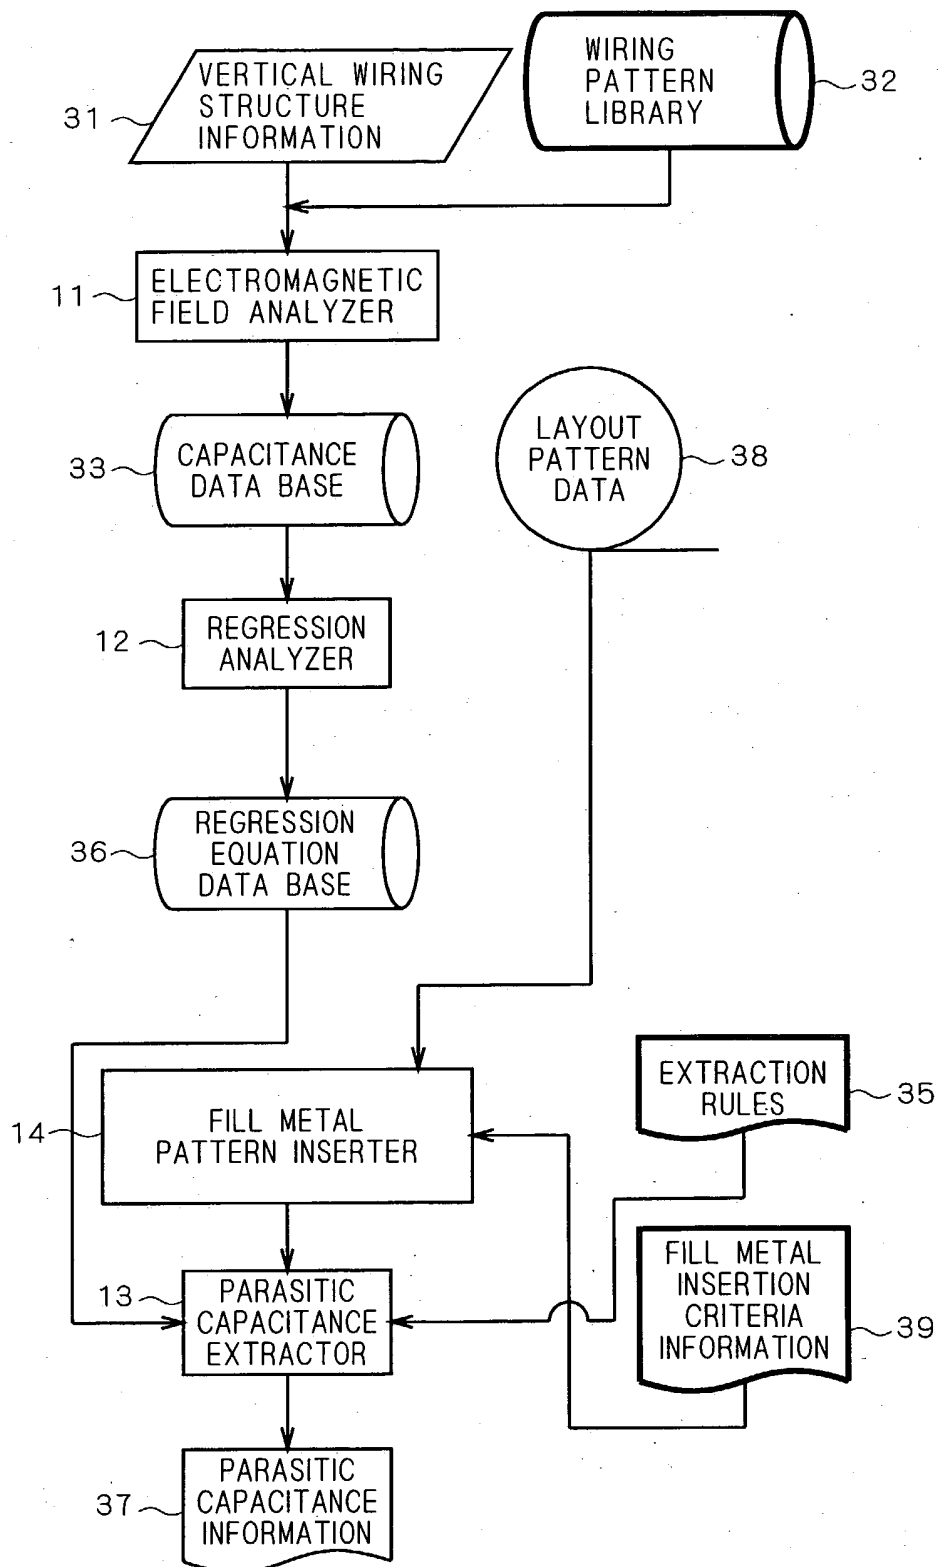 VERTICAL WIRING
STRUCTURE
INFORMATION
31
WIRING
PATTERN
LIBRARY
32
11
ELECTROMAGNETIC
FIELD ANALYZER
33
CAPACITANCE
DATA BASE
LAYOUT
PATTERN
DATA
38
12
REGRESSION
ANALYZER
36
REGRESSION
EQUATION
DATA BASE
14
FILL METAL
PATTERN INSERTER
EXTRACTION
RULES
35
13
PARASITIC
CAPACITANCE
EXTRACTOR
FILL METAL
INSERTION
CRITERIA
INFORMATION
39
37
PARASITIC
CAPACITANCE
INFORMATION